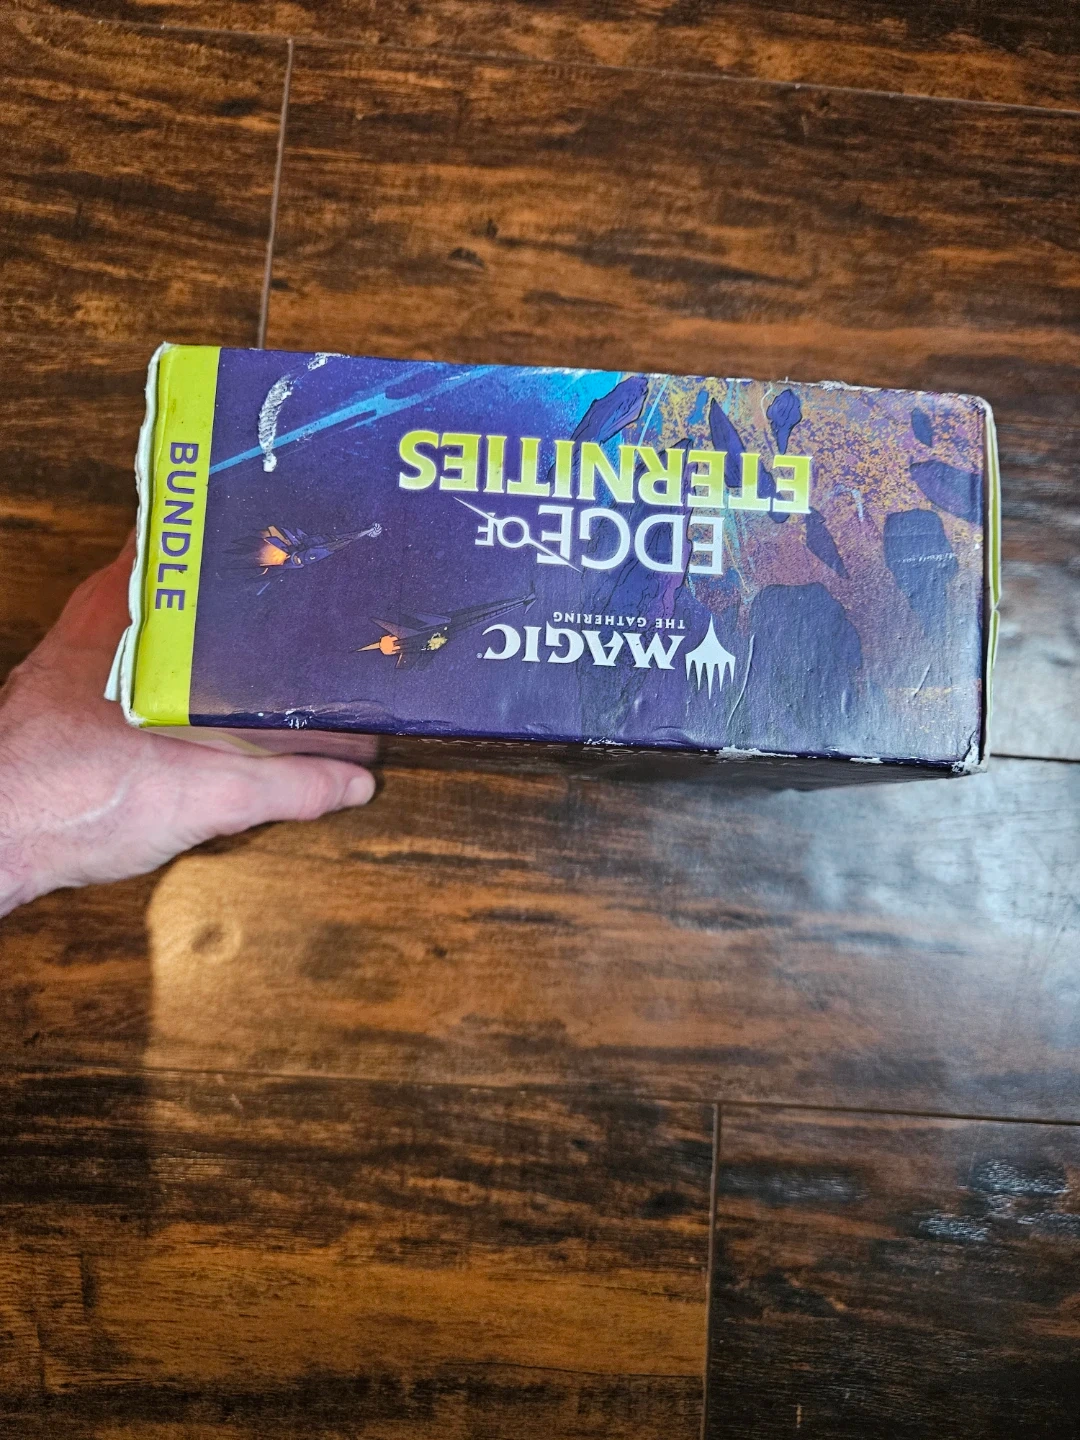 MAGIC
THE GATHERING
EDGE OF
ETERNITIES
BUNDLE